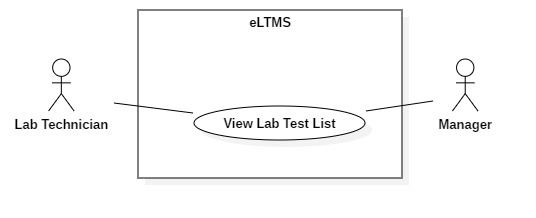 eLTMS
Lab Technician
View Lab Test List
Manager